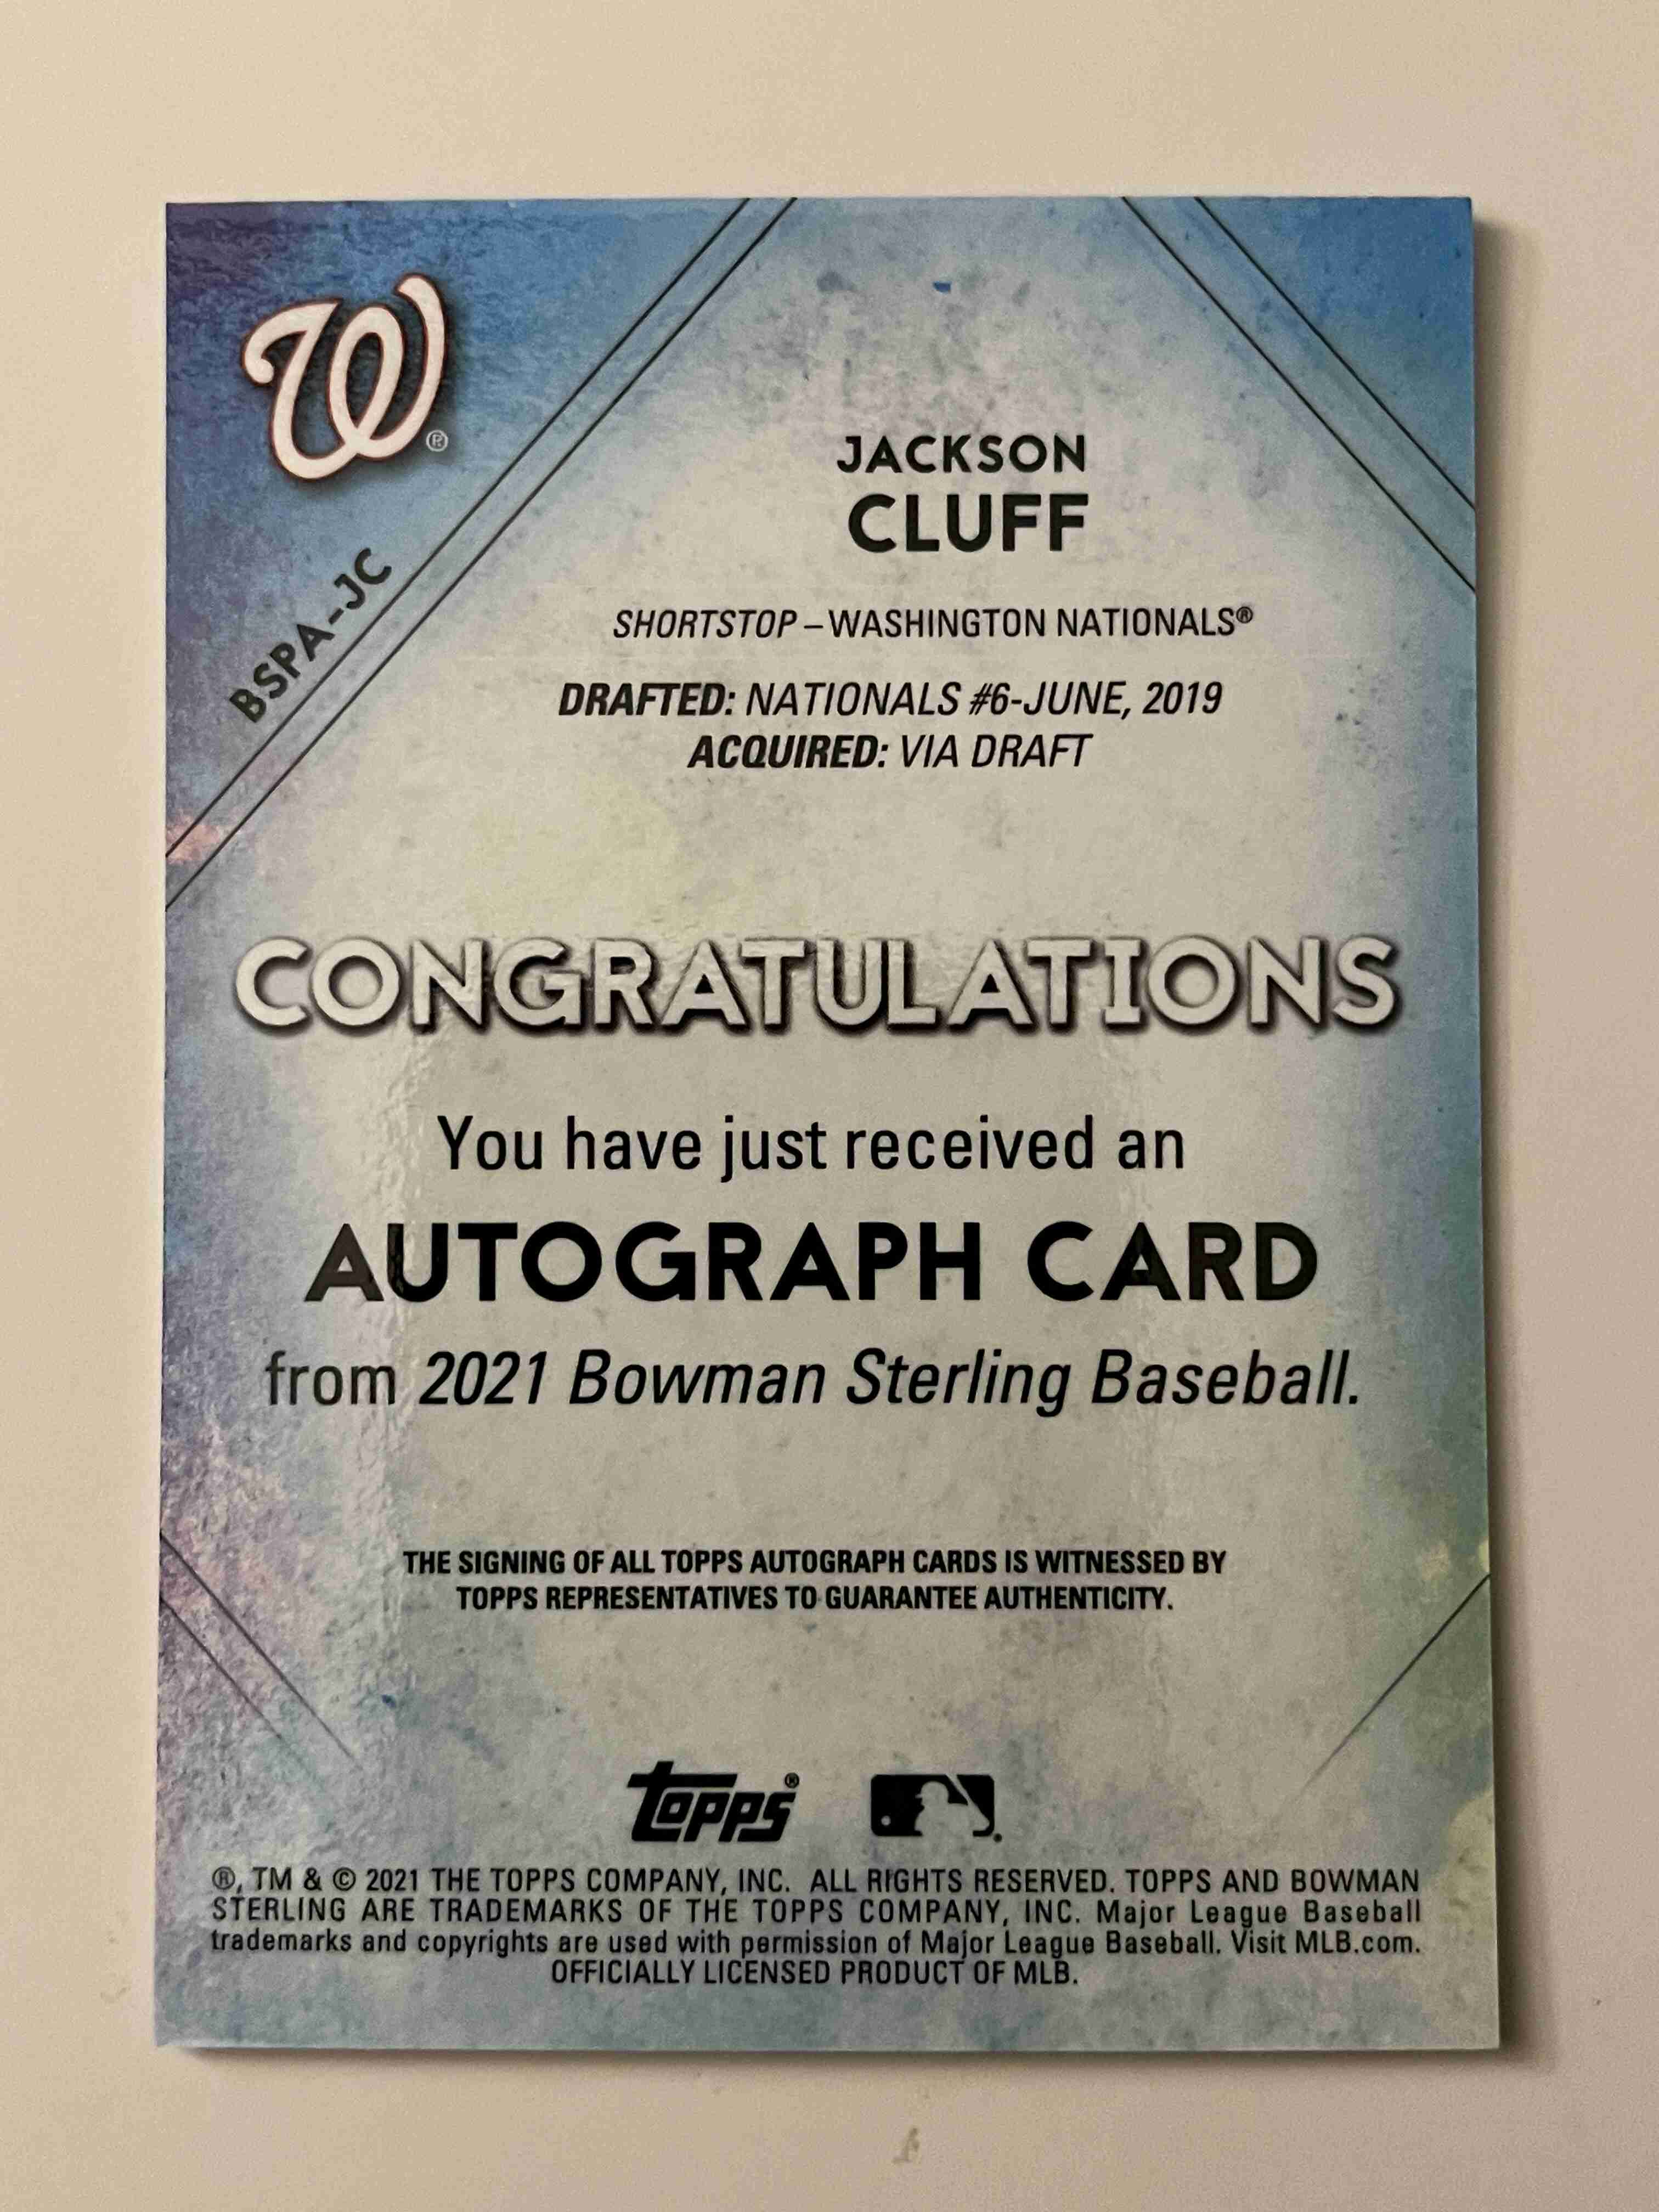 W®
BSPA-JC
JACKSON
CLUFF
SHORTSTOP – WASHINGTON NATIONALS®
DRAFTED: NATIONALS #6-JUNE, 2019
ACQUIRED: VIA DRAFT
CONGRATULATIONS
You have just received an
AUTOGRAPH CARD
from 2021 Bowman Sterling Baseball.
THE SIGNING OF ALL TOPPS AUTOGRAPH CARDS IS WITNESSED BY
TOPPS REPRESENTATIVES TO GUARANTEE AUTHENTICITY.
topps®
®, TM & © 2021 THE TOPPS COMPANY, INC. ALL RIGHTS RESERVED. TOPPS AND BOWMAN
STERLING ARE TRADEMARKS OF THE TOPPS COMPANY, INC. Major League Baseball
trademarks and copyrights are used with permission of Major League Baseball. Visit MLB.com.
OFFICIALLY LICENSED PRODUCT OF MLB.